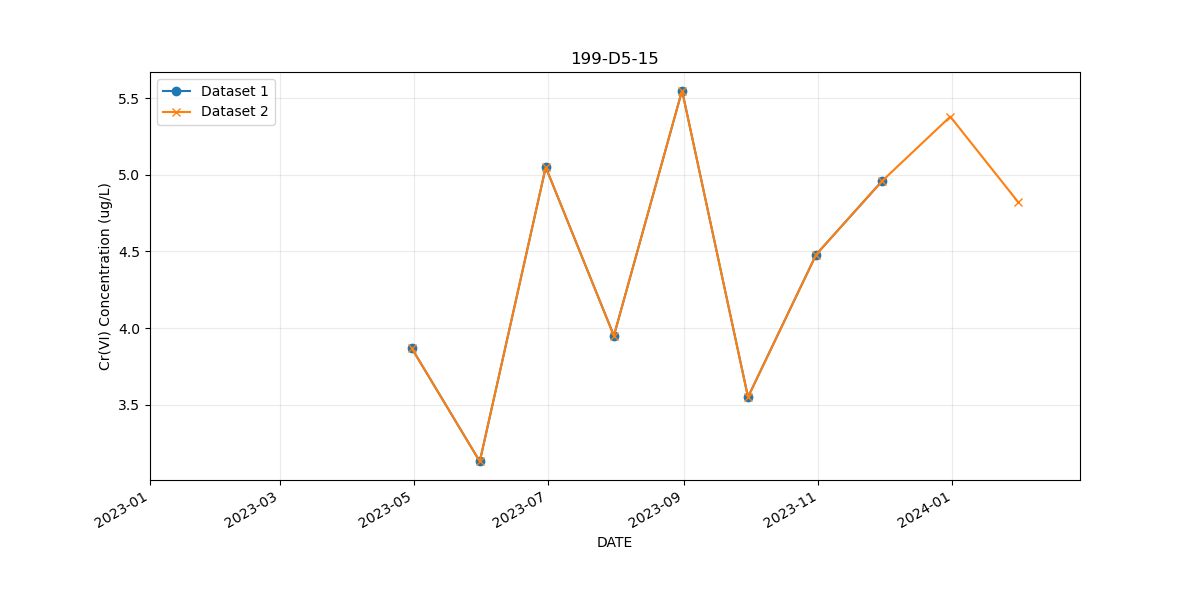 199-D5-15
Dataset 1
Dataset 2
Cr(VI) Concentration (ug/L)
5.5
5.0
4.5
4.0
3.5
2023-01
2023-03
2023-05
2023-07
2023-09
2023-11
2024-01
DATE